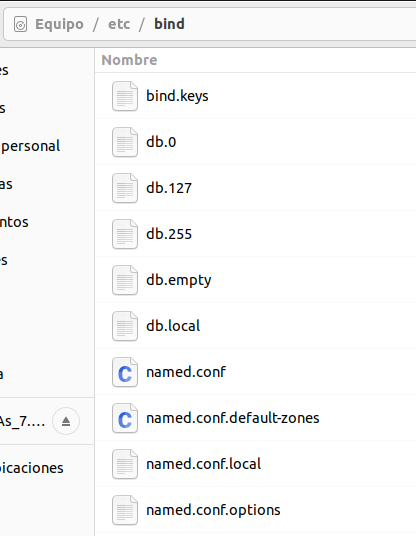 Equipo / etc / bind
Nombre
es
bind.keys
s
db.0
personal
db.127
as
db.255
ntos
db.empty
es
db.local
a
named.conf
As_7....
named.conf.default-zones
bicaciones
named.conf.local
named.conf.options